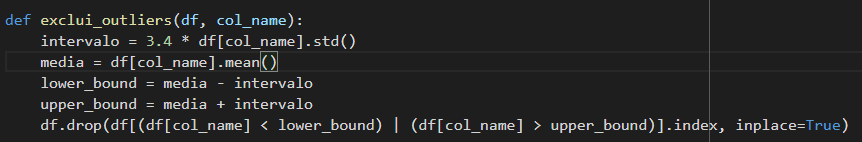 def exclui_outliers(df, col_name):
    intervalo = 3.4 * df[col_name].std()
    media = df[col_name].mean()
    lower_bound = media - intervalo
    upper_bound = media + intervalo
    df.drop(df[(df[col_name] < lower_bound) | (df[col_name] > upper_bound)].index, inplace=True)